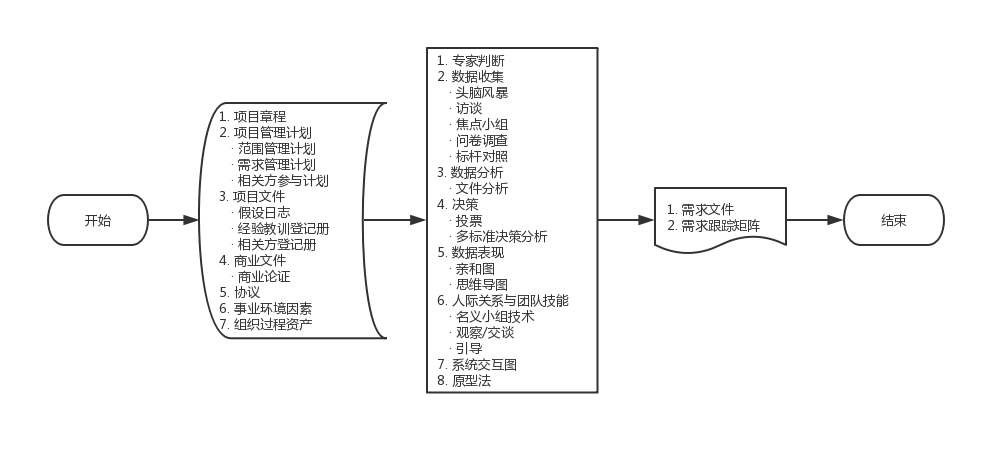 开始
1. 项目章程
2. 项目管理计划
· 范围管理计划
· 需求管理计划
· 相关方参与计划
3. 项目文件
· 假设日志
· 经验教训登记册
· 相关方登记册
4. 商业文件
· 商业论证
5. 协议
6. 事业环境因素
7. 组织过程资产
1. 专家判断
2. 数据收集
· 头脑风暴
· 访谈
· 焦点小组
· 问卷调查
· 标杆对照
3. 数据分析
· 文件分析
4. 决策
· 投票
· 多标准决策分析
5. 数据表现
· 亲和图
· 思维导图
6. 人际关系与团队技能
· 名义小组技术
· 观察/交谈
· 引导
7. 系统交互图
8. 原型法
1. 需求文件
2. 需求跟踪矩阵
结束